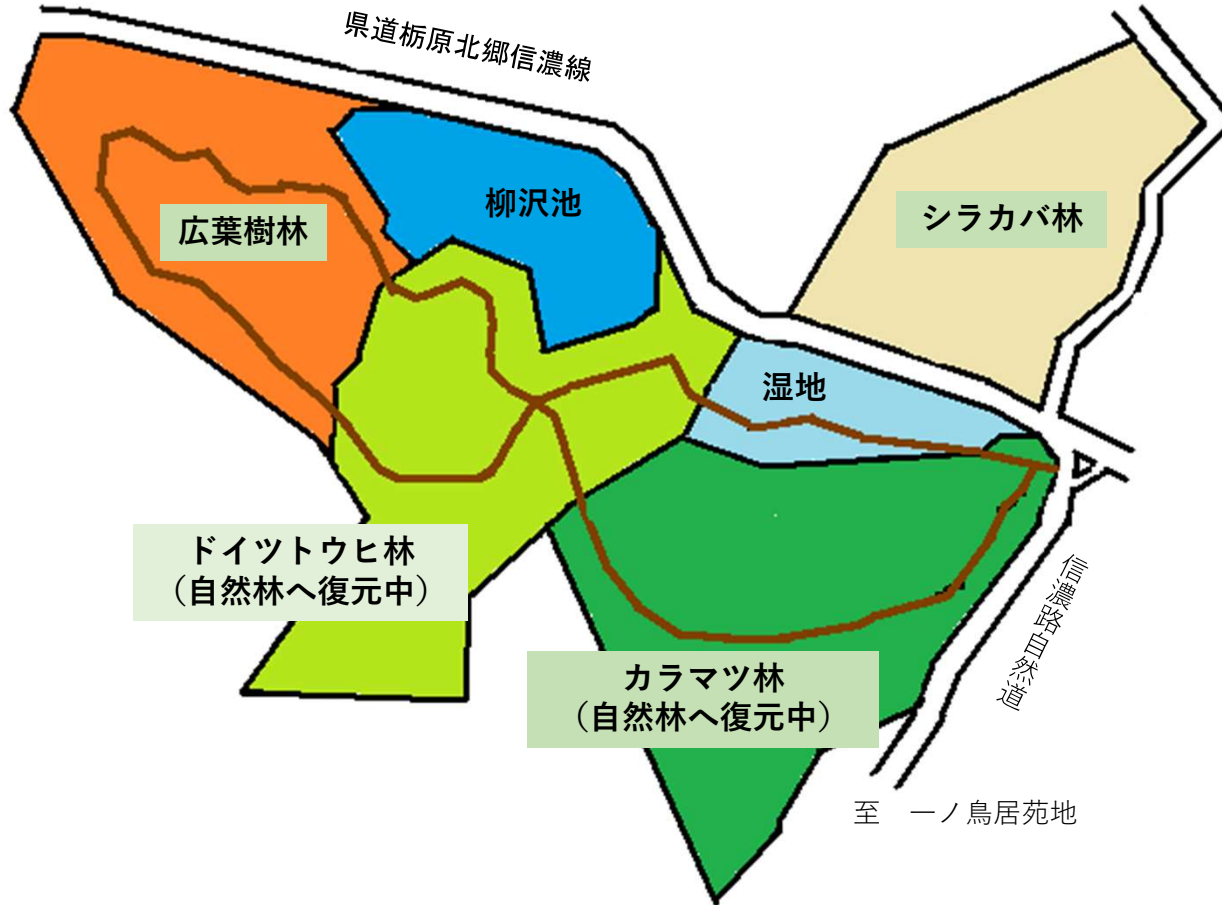 県道栃原北郷信濃線
柳沢池
シラカバ林
広葉樹林
湿地
ドイツトウヒ林
（自然林へ復元中）
信濃路自然道
カラマツ林
（自然林へ復元中）
至　一ノ鳥居苑地